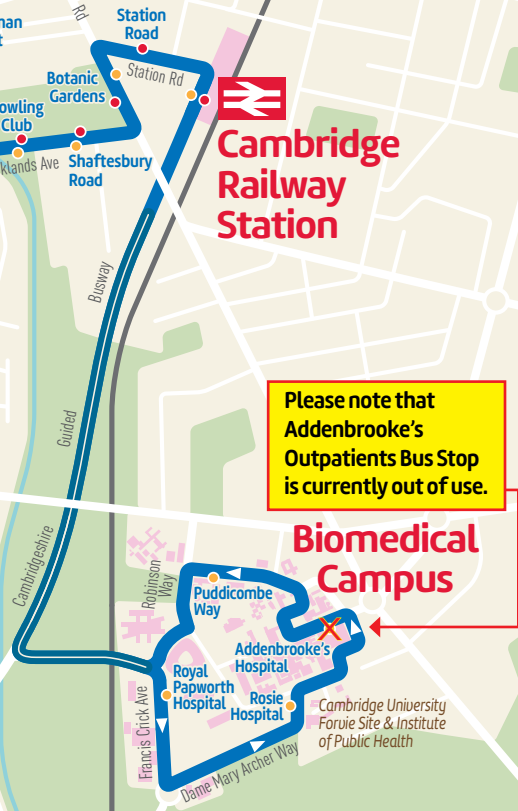 man
t
Rd
Station
Road
Botanic
Gardens
Station Rd
owling
Club
klands Ave
Shaftesbury
Road
Cambridge
Railway
Station
Busway
Guided
Cambridgeshire
Please note that
Addenbrooke's
Outpatients Bus Stop
is currently out of use.
Biomedical
Campus
Robinson
Way
Puddicombe
Way
Addenbrooke's
Hospital
Royal
Papworth
Hospital
Rosie
Hospital
Francis Crick Ave
Dame Mary Archer Way
Cambridge University
Forvie Site & Institute
of Public Health